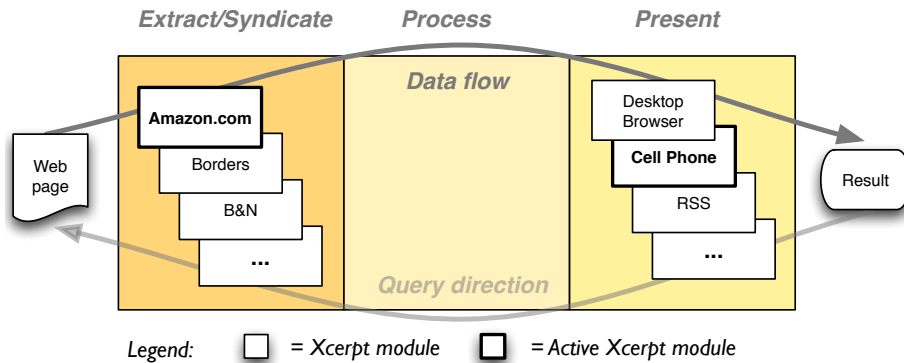 Extract/Syndicate
Process
Present
Data flow
Amazon.com
Borders
B&N
...
Desktop
Browser
Cell Phone
RSS
...
Web
page
Result
Query direction
Legend:
= Xcerpt module
= Active Xcerpt module